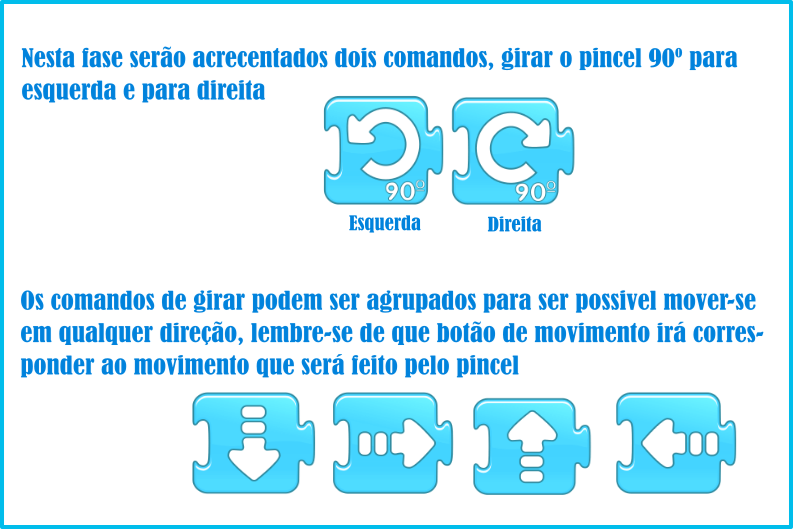 Nesta fase serão acrecentados dois comandos, girar o pincel 90º para
esquerda e para direita
90º
90º
Esquerda
Direita
Os comandos de girar podem ser agrupados para ser possivel mover-se
em qualquer direção, lembre-se de que botão de movimento irá corres-
ponder ao movimento que será feito pelo pincel